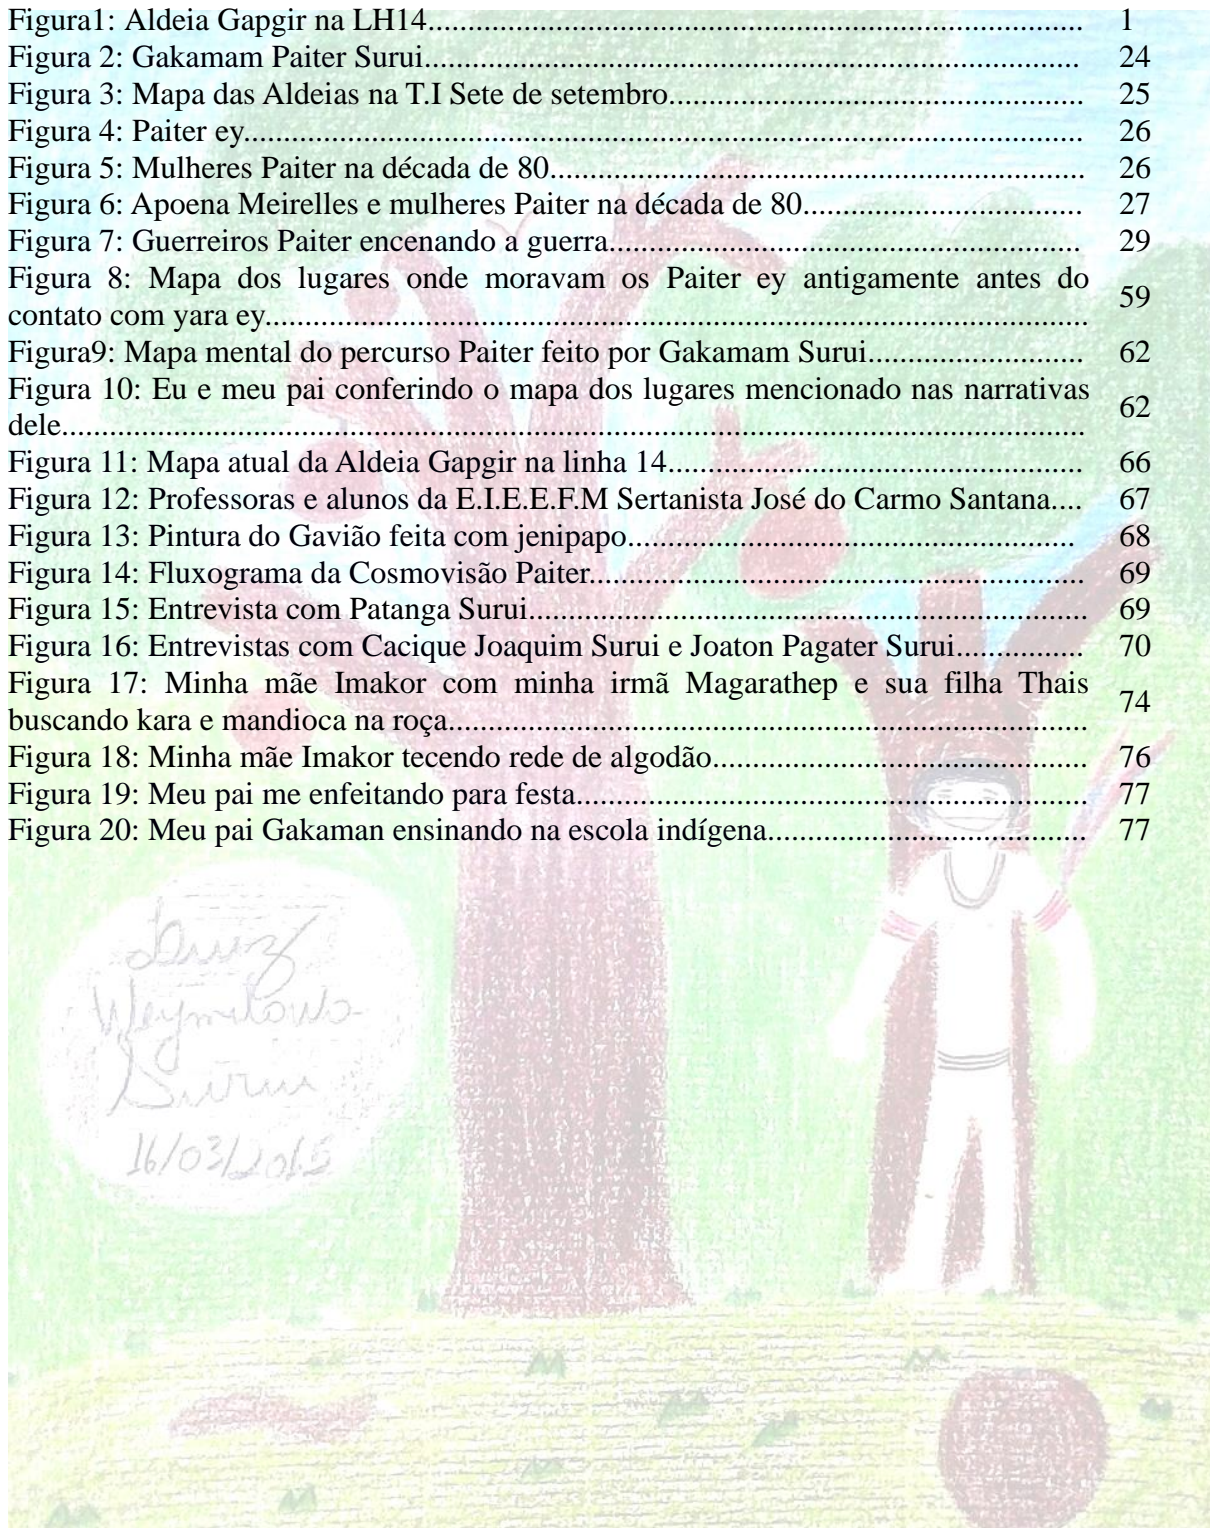 Figura1: Aldeia Gapgir na LH14.................................................................................. 1
Figura 2: Gakamam Paiter Surui.................................................................................. 24
Figura 3: Mapa das Aldeias na T.I Sete de setembro.................................................... 25
Figura 4: Paiter ey......................................................................................................... 26
Figura 5: Mulheres Paiter na década de 80................................................................... 26
Figura 6: Apoena Meirelles e mulheres Paiter na década de 80................................... 27
Figura 7: Guerreiros Paiter encenando a guerra........................................................... 29
Figura 8: Mapa dos lugares onde moravam os Paiter ey antigamente antes do
contato com yara ey....................................................................................................... 59
Figura9: Mapa mental do percurso Paiter feito por Gakamam Surui........................... 62
Figura 10: Eu e meu pai conferindo o mapa dos lugares mencionado nas narrativas
dele................................................................................................................................. 62
Figura 11: Mapa atual da Aldeia Gapgir na linha 14.................................................... 66
Figura 12: Professoras e alunos da E.I.E.E.F.M Sertanista José do Carmo Santana.... 67
Figura 13: Pintura do Gavião feita com jenipapo........................................................ 68
Figura 14: Fluxograma da Cosmovisão Paiter.............................................................. 69
Figura 15: Entrevista com Patanga Surui...................................................................... 69
Figura 16: Entrevistas com Cacique Joaquim Surui e Joaton Pagater Surui................ 70
Figura 17: Minha mãe Imakor com minha irmã Magarathep e sua filha Thais
buscando kara e mandioca na roça................................................................................ 74
Figura 18: Minha mãe Imakor tecendo rede de algodão............................................... 76
Figura 19: Meu pai me enfeitando para festa................................................................ 77
Figura 20: Meu pai Gakaman ensinando na escola indígena........................................ 77
Surui
16/03/2015